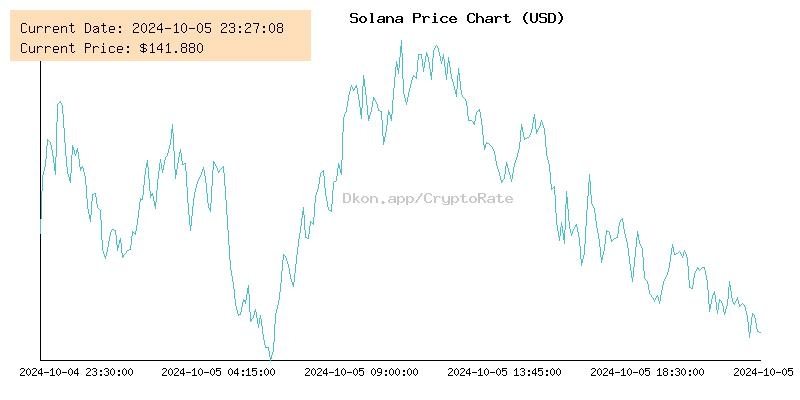 Solana Price Chart (USD)
Current Date: 2024-10-05 23:27:08
Current Price: $141.880
Dkon.app/CryptoRate
2024-10-04 23:30:00
2024-10-05 04:15:00
2024-10-05 09:00:00
2024-10-05 13:45:00
2024-10-05 18:30:00
2024-10-05